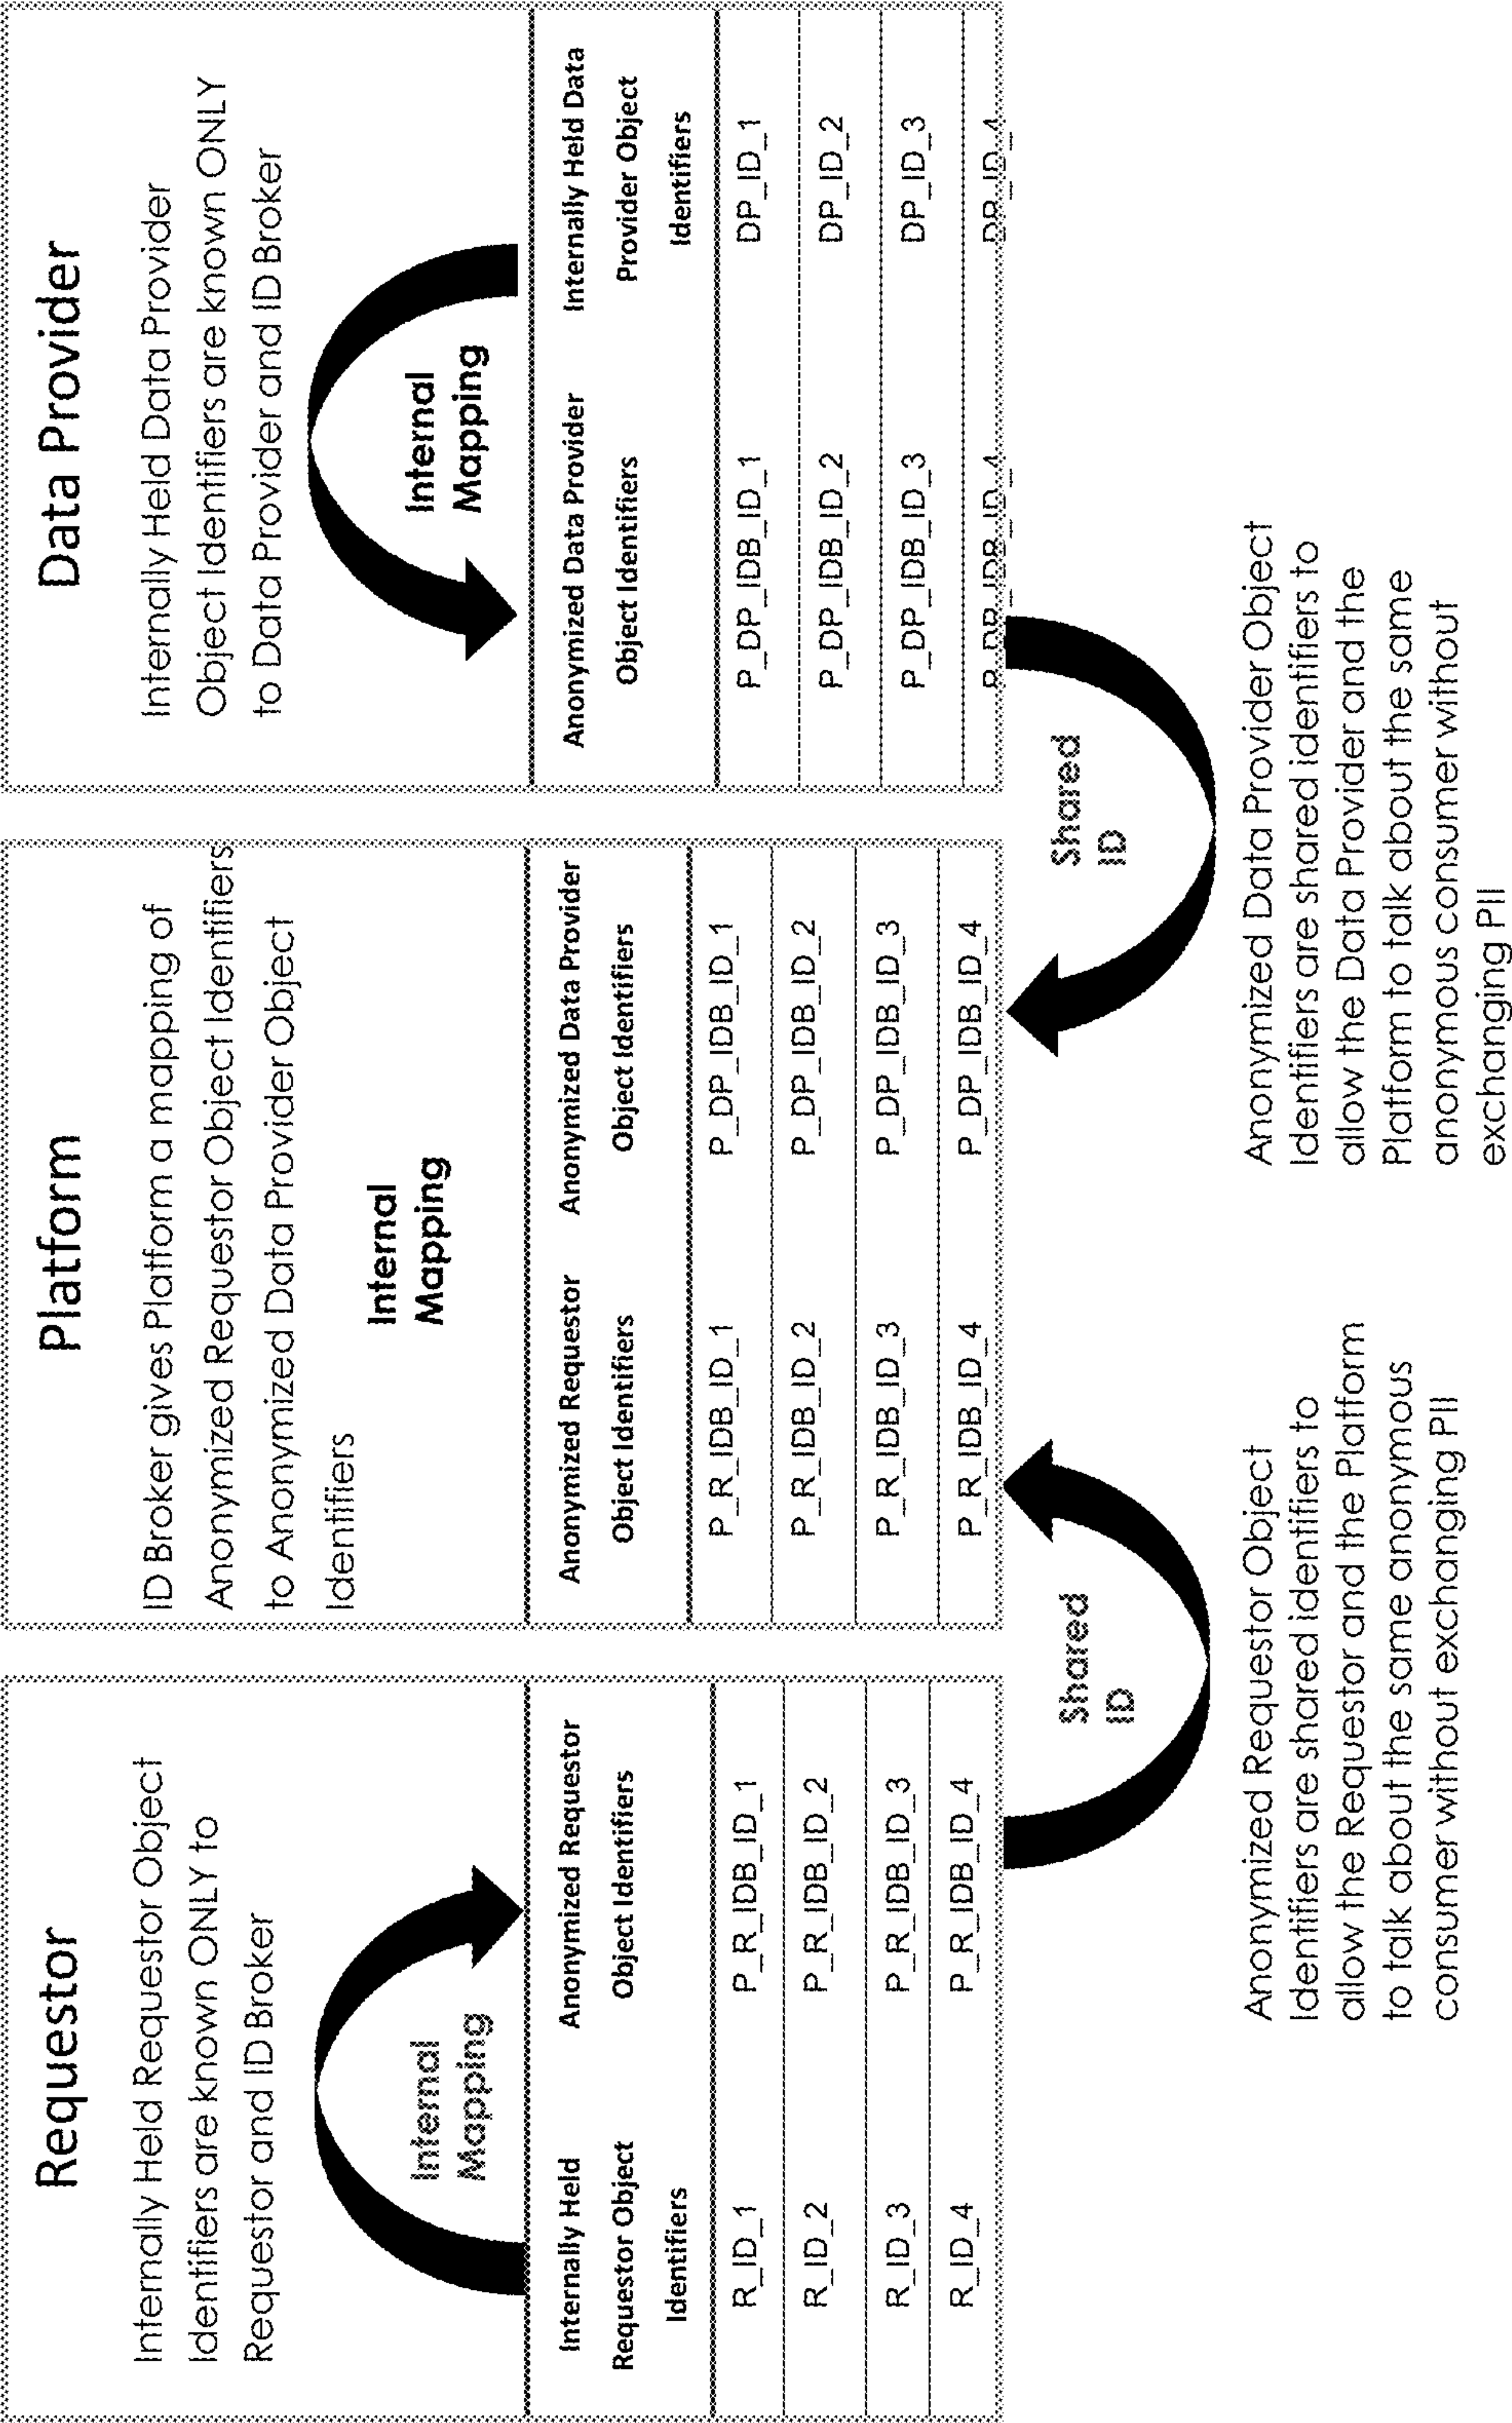 Requestor
Internally Held Requestor Object
Identifiers are known ONLY to
Requestor and ID Broker
Internal
Mapping
Internally Held
Requestor Object
Identifiers
Anonymized Requestor
Object Identifiers
R_ID_1 P_R_IDB_ID_1
R_ID_2 P_R_IDB_ID_2
R_ID_3 P_R_IDB_ID_3
R_ID_4 P_R_IDB_ID_4
Platform
ID Broker gives Platform a mapping of
Anonymized Requestor Object Identifiers
to Anonymized Data Provider Object
Identifiers
Internal
Mapping
Anonymized Requestor
Object Identifiers
Anonymized Data Provider
Object Identifiers
P_R_IDB_ID_1 P_DP_IDB_ID_1
P_R_IDB_ID_2 P_DP_IDB_ID_2
P_R_IDB_ID_3 P_DP_IDB_ID_3
P_R_IDB_ID_4 P_DP_IDB_ID_4
Data Provider
Internally Held Data Provider
Object Identifiers are known ONLY
to Data Provider and ID Broker
Internal
Mapping
Anonymized Data Provider
Object Identifiers
Internally Held Data
Provider Object
Identifiers
P_DP_IDB_ID_1 DP_ID_1
P_DP_IDB_ID_2 DP_ID_2
P_DP_IDB_ID_3 DP_ID_3
P_DP_IDB_ID_4 DP_ID_4
Shared
ID
Anonymized Requestor Object
Identifiers are shared identifiers to
allow the Requestor and the Platform
to talk about the same anonymous
consumer without exchanging PII
Shared
ID
Anonymized Data Provider Object
Identifiers are shared identifiers to
allow the Data Provider and the
Platform to talk about the same
anonymous consumer without
exchanging PII